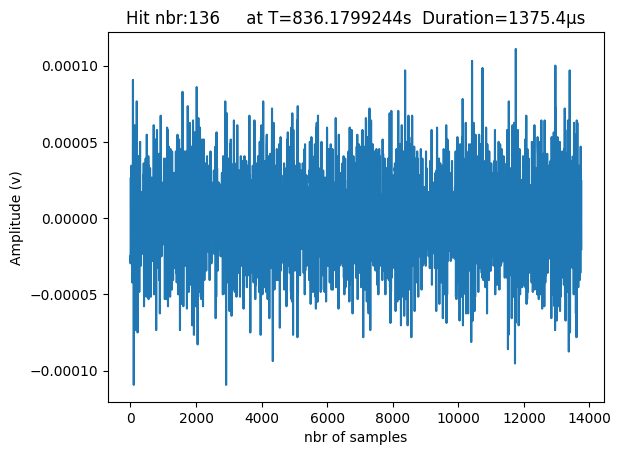 Hit nbr:136     at T=836.1799244s  Duration=1375.4µs
0.00010
0.00005
0.00000
−0.00005
−0.00010
Amplitude (v)
0 2000 4000 6000 8000 10000 12000 14000
nbr of samples